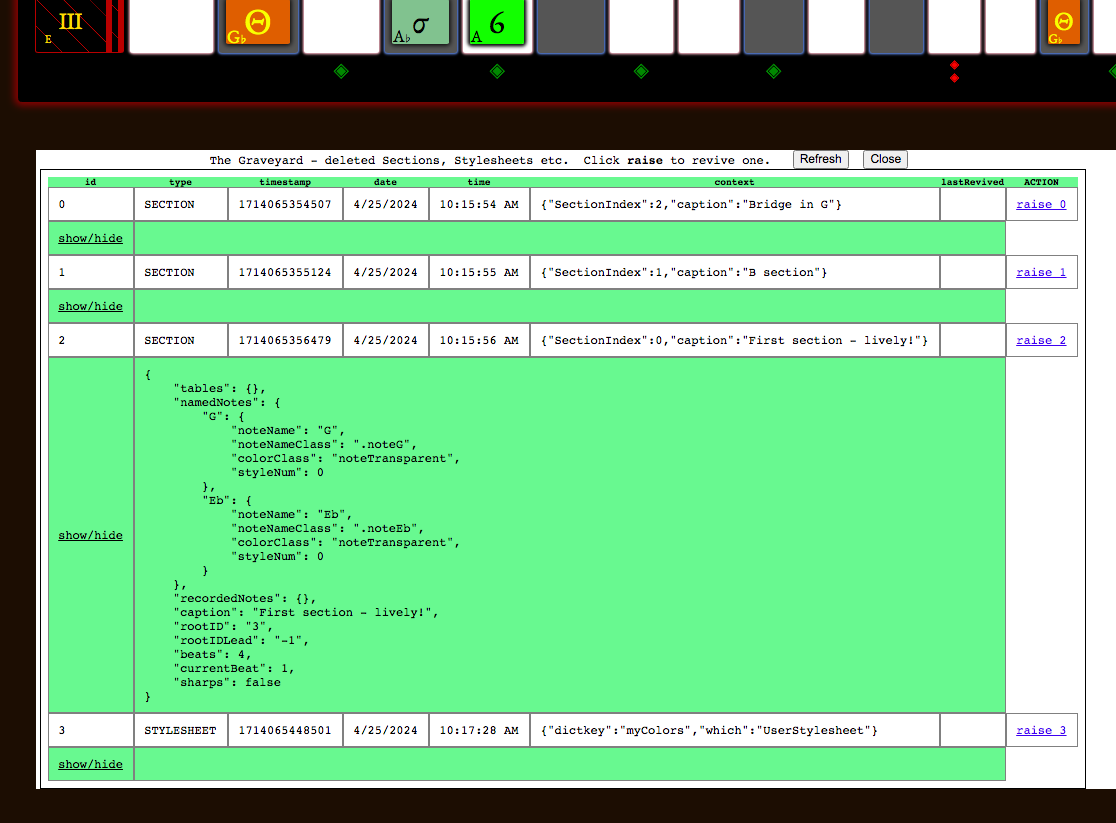 III Θ σ 6 Θ
E G♭ A♭ A G♭
The Graveyard - deleted Sections, Stylesheets etc. Click raise to revive one. Refresh Close
id type timestamp date time context lastRevived ACTION
0 SECTION 1714065354507 4/25/2024 10:15:54 AM {"SectionIndex":2,"caption":"Bridge in G"} raise 0
show/hide
1 SECTION 1714065355124 4/25/2024 10:15:55 AM {"SectionIndex":1,"caption":"B section"} raise 1
show/hide
2 SECTION 1714065356479 4/25/2024 10:15:56 AM {"SectionIndex":0,"caption":"First section - lively!"} raise 2
show/hide
{
"tables": {},
"namedNotes": {
"G": {
"noteName": "G",
"noteNameClass": ".noteG",
"colorClass": "noteTransparent",
"styleNum": 0
},
"Eb": {
"noteName": "Eb",
"noteNameClass": ".noteEb",
"colorClass": "noteTransparent",
"styleNum": 0
}
},
"recordedNotes": {},
"caption": "First section - lively!",
"rootID": "3",
"rootIDLead": "-1",
"beats": 4,
"currentBeat": 1,
"sharps": false
}
3 STYLESHEET 1714065448501 4/25/2024 10:17:28 AM {"dictkey":"myColors","which":"UserStylesheet"} raise 3
show/hide